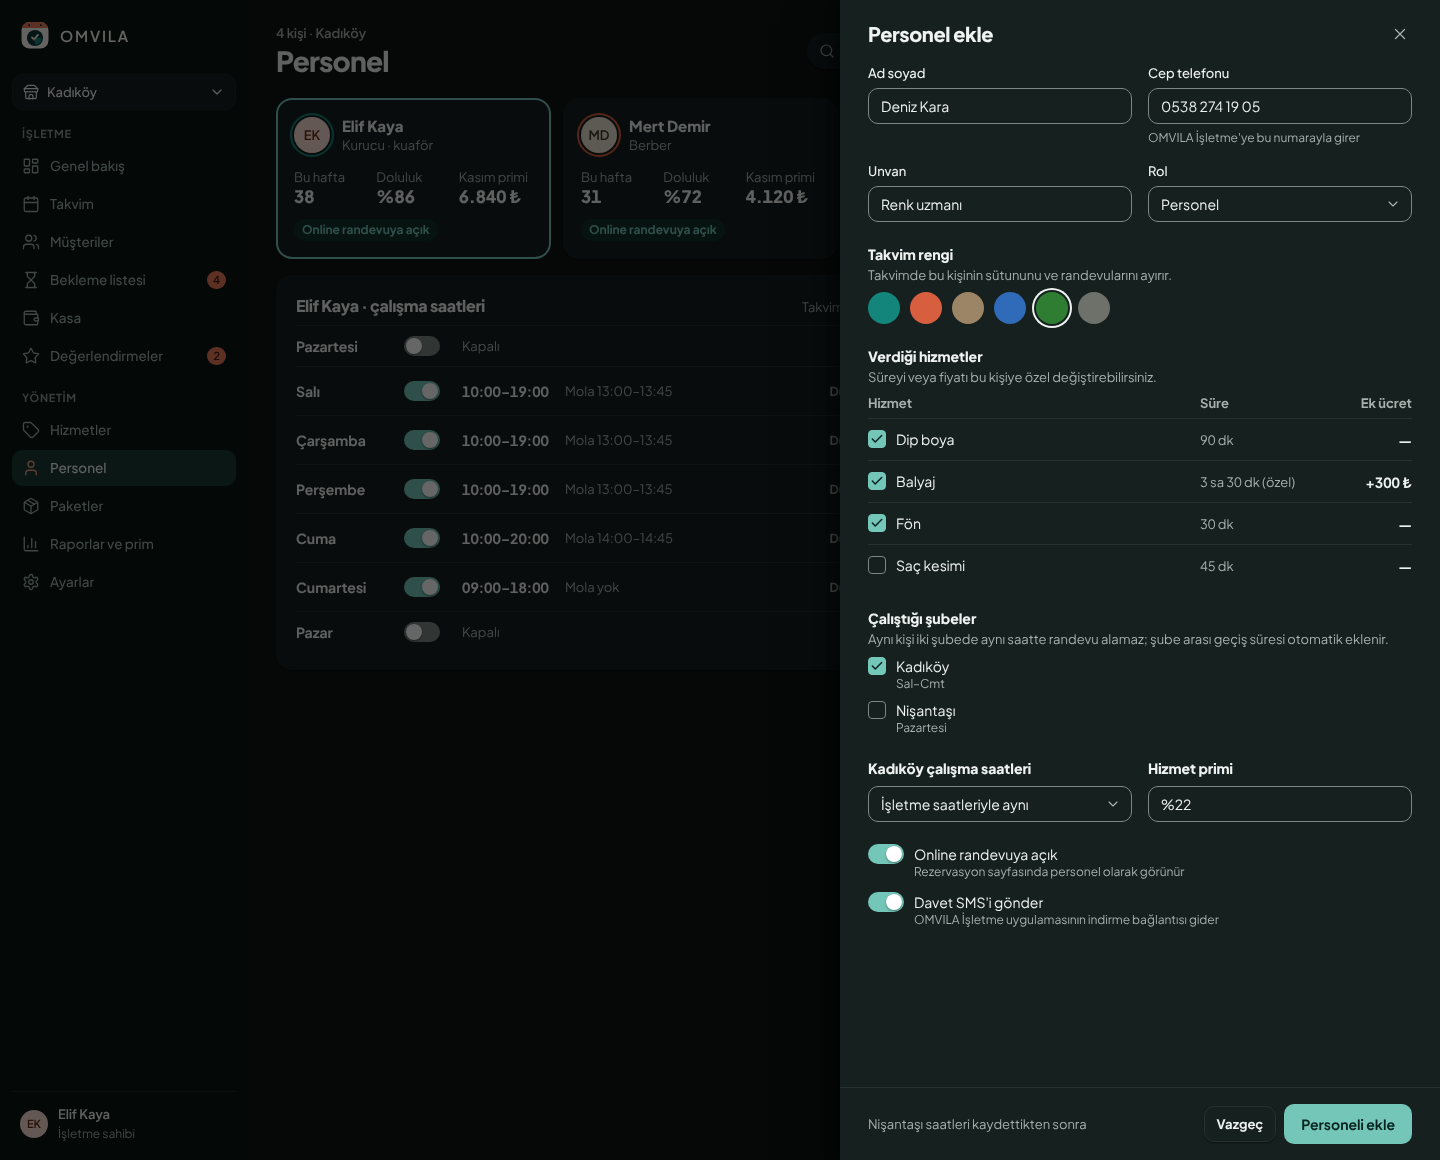 OMVILA
Kadıköy
İŞLETME
Genel bakış
Takvim
Müşteriler
Bekleme listesi 4
Kasa
Değerlendirmeler 2
YÖNETİM
Hizmetler
Personel
Paketler
Raporlar ve prim
Ayarlar
EK
Elif Kaya
İşletme sahibi
4 kişi · Kadıköy
Personel
EK
Elif Kaya
Kurucu · kuaför
Bu hafta Doluluk Kasım primi
38 %86 6.840 ₺
Online randevuya açık
MD
Mert Demir
Berber
Bu hafta Doluluk Kasım primi
31 %72 4.120 ₺
Online randevuya açık
Elif Kaya · çalışma saatleri
Pazartesi Kapalı
Salı 10:00–19:00 Mola 13:00–13:45
Çarşamba 10:00–19:00 Mola 13:00–13:45
Perşembe 10:00–19:00 Mola 13:00–13:45
Cuma 10:00–20:00 Mola 14:00–14:45
Cumartesi 09:00–18:00 Mola yok
Pazar Kapalı
Personel ekle
Ad soyad Cep telefonu
Deniz Kara 0538 274 19 05
OMVILA İşletme'ye bu numarayla girer
Unvan Rol
Renk uzmanı Personel
Takvim rengi
Takvimde bu kişinin sütununu ve randevularını ayırır.
Verdiği hizmetler
Süreyi veya fiyatı bu kişiye özel değiştirebilirsiniz.
Hizmet Süre Ek ücret
Dip boya 90 dk —
Balyaj 3 sa 30 dk (özel) +300 ₺
Fön 30 dk —
Saç kesimi 45 dk —
Çalıştığı şubeler
Aynı kişi iki şubede aynı saatte randevu alamaz; şube arası geçiş süresi otomatik eklenir.
Kadıköy
Sal–Cmt
Nişantaşı
Pazartesi
Kadıköy çalışma saatleri Hizmet primi
İşletme saatleriyle aynı %22
Online randevuya açık
Rezervasyon sayfasında personel olarak görünür
Davet SMS'i gönder
OMVILA İşletme uygulamasının indirme bağlantısı gider
Nişantaşı saatleri kaydettikten sonra Vazgeç Personeli ekle